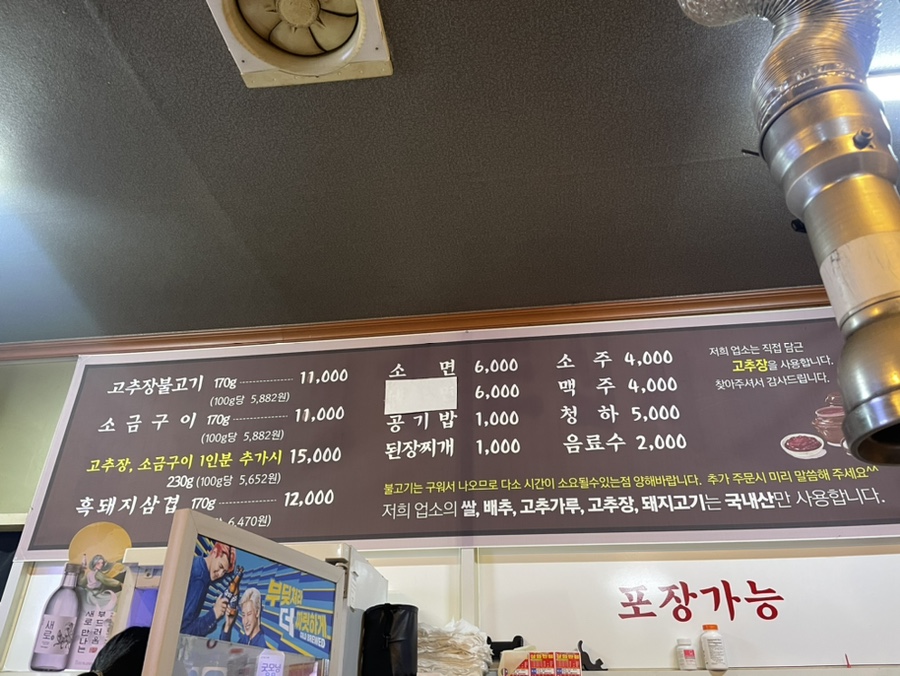 고추장불고기 170g 11,000
(100g당 5,882원)
소금구이 170g 11,000
(100g당 5,882원)
고추장, 소금구이 1인분 추가시 15,000
230g (100g당 5,652원)
흑돼지삼겹 170g 12,000
6,470원)
소면 6,000
6,000
공기밥 1,000
된장찌개 1,000
소주 4,000
맥주 4,000
청하 5,000
음료수 2,000
저희 업소는 직접 담근
고추장을 사용합니다.
찾아주셔서 감사드립니다.
불고기는 구워서 나오므로 다소 시간이 소요될수있는점 양해바랍니다. 추가 주문시 미리 말씀해 주세요^^
저희 업소의 쌀, 배추, 고추가루, 고추장, 돼지고기는 국내산만 사용합니다.
포장가능
새로
부딪쳐라
더 짜릿하게